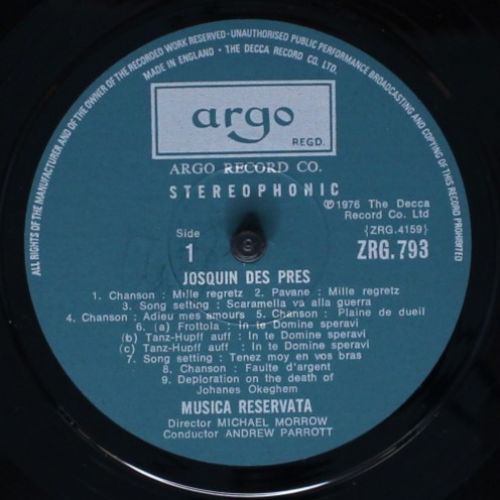 ALL RIGHTS OF THE MANUFACTURER AND OF THE OWNER OF THE RECORDED WORK RESERVED - UNAUTHORISED PUBLIC PERFORMANCE BROADCASTING AND COPYING OF THIS RECORD PROHIBITED
MADE IN ENGLAND. - THE DECCA RECORD CO. LTD.
argo
REGD.
ARGO RECORD CO.
STEREOPHONIC
℗1976 The Decca
Record Co. Ltd
Side
1
{ZRG.4159}
ZRG.793
JOSQUIN DES PRES
1. Chanson : Mille regretz 2. Pavane : Mille regretz
3. Song setting : Scaramella va alla guerra
4. Chanson : Adieu mes amours 5. Chanson : Plaine de dueil
6. (a) Frottola : In te Domine speravi
(b) Tanz-Hupff auff : In te Domine speravi
(c) Tanz-Hupff auff : In te Domine speravi
7. Song setting : Tenez moy en vos bras
8. Chanson : Faulte d'argent
9. Deploration on the death of
Johanes Okeghem
MUSICA RESERVATA
Director MICHAEL MORROW
Conductor ANDREW PARROTT